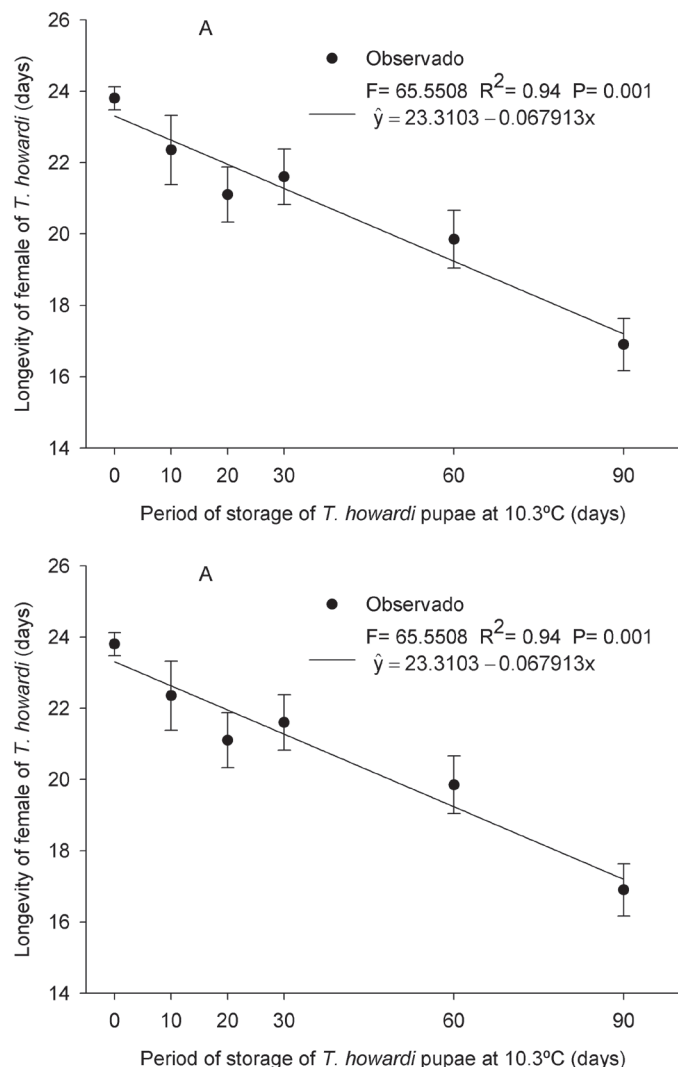 A
Observado
F= 65.5508 R²= 0.94 P= 0.001
ŷ = 23.3103 – 0.067913x
Longevity of female of T. howardi (days)
26
24
22
20
18
16
14
0 10 20 30 60 90
Period of storage of T. howardi pupae at 10.3ºC (days)
A
Observado
F= 65.5508 R²= 0.94 P= 0.001
ŷ = 23.3103 – 0.067913x
Longevity of female of T. howardi (days)
26
24
22
20
18
16
14
0 10 20 30 60 90
Period of storage of T. howardi pupae at 10.3ºC (days)